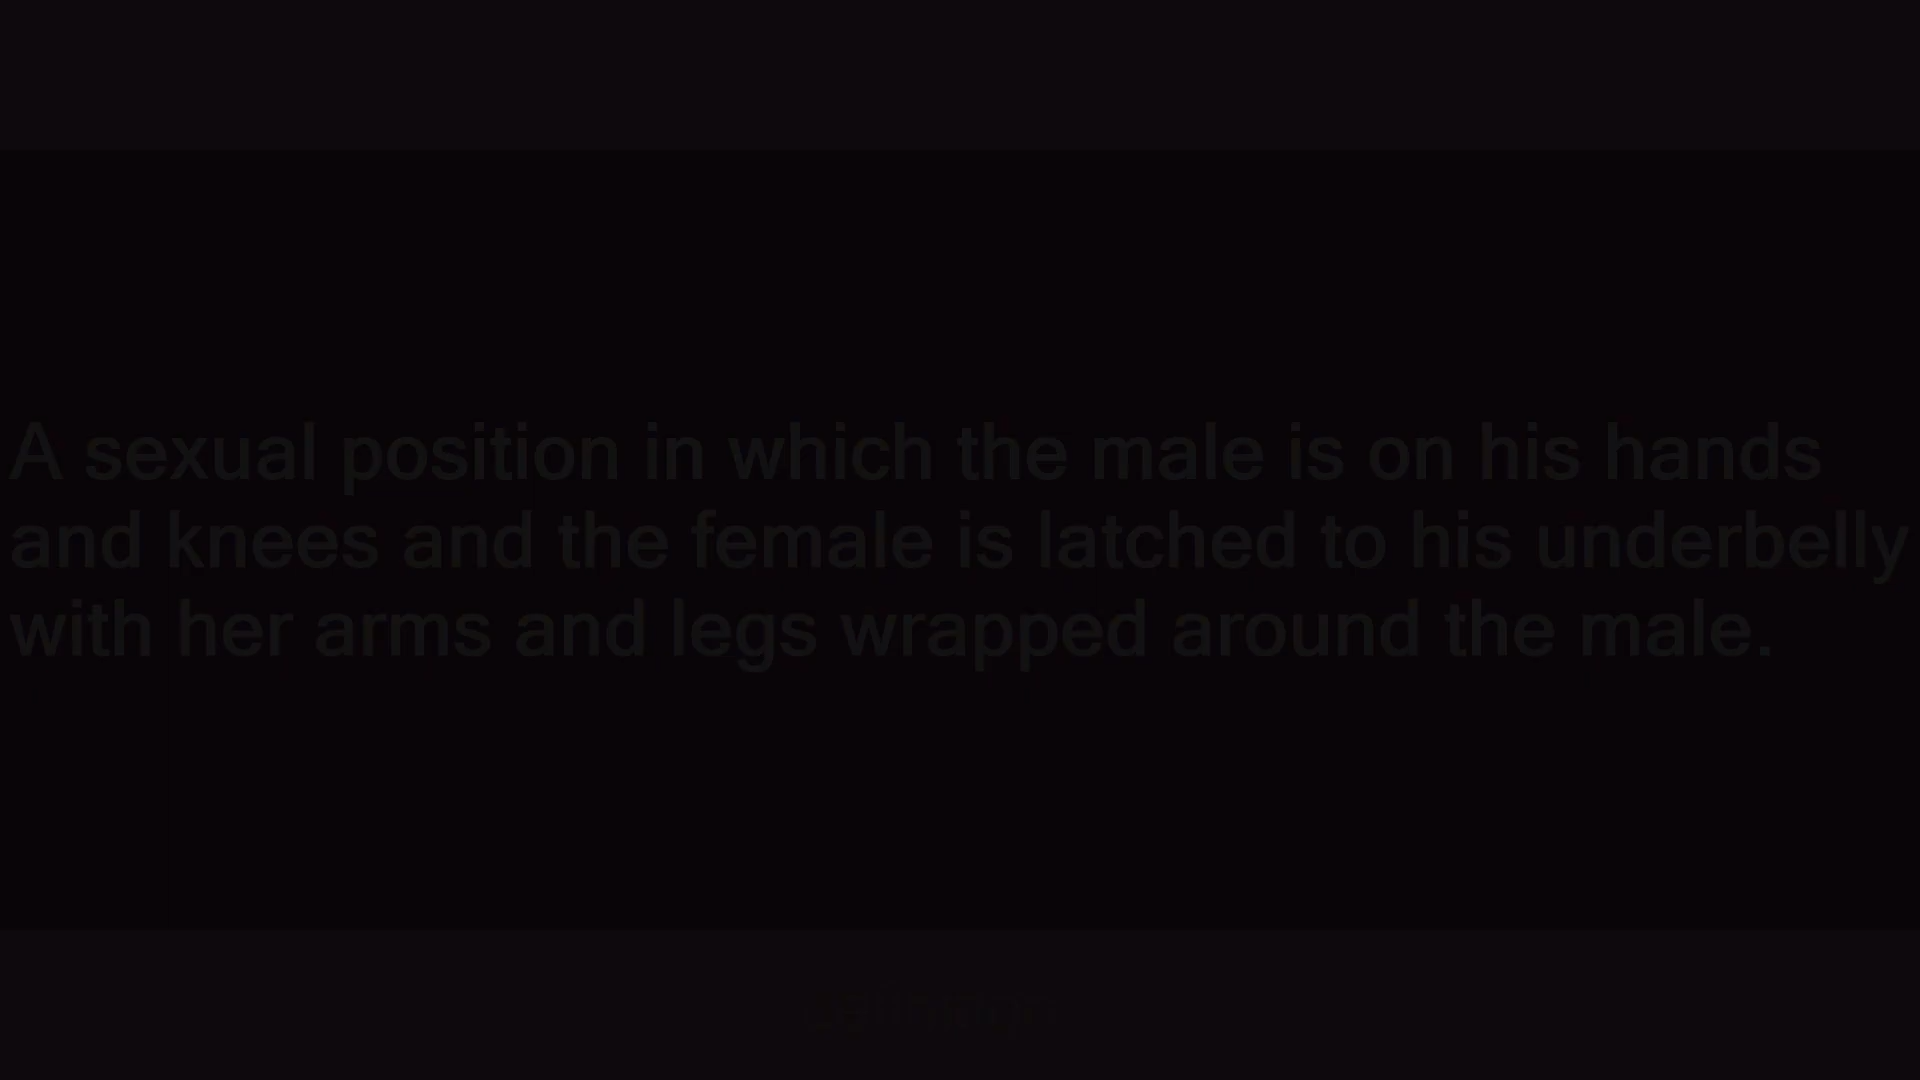 A sexual position in which the male is on his hands
and knees and the female is latched to his underbelly
with her arms and legs wrapped around the male.